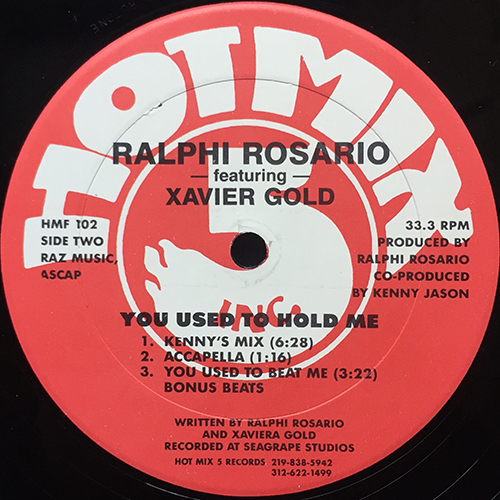 HOTMIX
5
INC.
RALPHI ROSARIO
— featuring —
XAVIER GOLD
HMF 102
SIDE TWO
RAZ MUSIC,
ASCAP
33.3 RPM
PRODUCED BY
RALPHI ROSARIO
CO-PRODUCED
BY KENNY JASON
YOU USED TO HOLD ME
1. KENNY'S MIX (6:28)
2. ACCAPELLA (1:16)
3. YOU USED TO BEAT ME (3:22)
BONUS BEATS
WRITTEN BY RALPHI ROSARIO
AND XAVIERA GOLD
RECORDED AT SEAGRAPE STUDIOS
HOT MIX 5 RECORDS 219-838-5942
312-622-1499